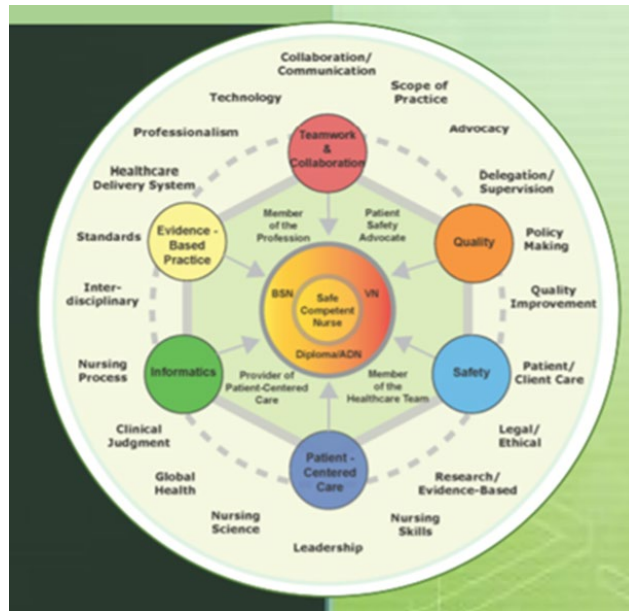 Collaboration/
Communication
Scope of
Practice
Technology
Advocacy
Professionalism
Teamwork
&
Collaboration
Healthcare
Delivery System
Delegation/
Supervision
Member
of the
Profession
Patient
Safety
Advocate
Standards
Evidence -
Based
Practice
Quality
Policy
Making
Inter-
disciplinary
BSN
VN
Safe
Competent
Nurse
Diploma/ADN
Quality
Improvement
Nursing
Process
Informatics
Provider of
Patient-Centered
Care
Member
of the
Healthcare Team
Safety
Patient/
Client Care
Clinical
Judgment
Legal/
Ethical
Patient -
Centered
Care
Global
Health
Research/
Evidence-Based
Nursing
Science
Nursing
Skills
Leadership